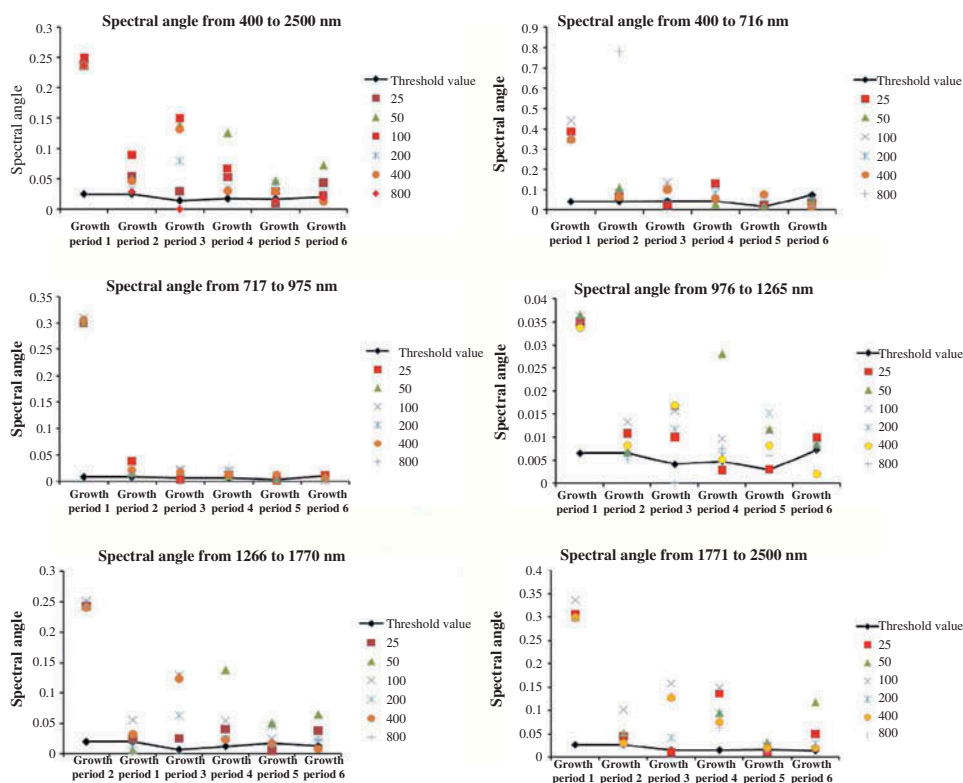 Spectral angle from 400 to 2500 nm
Spectral angle
0.3
0.25
0.2
0.15
0.1
0.05
0
Growth period 1
Growth period 2
Growth period 3
Growth period 4
Growth period 5
Growth period 6
Threshold value
25
50
100
200
400
800
Spectral angle from 400 to 716 nm
Spectral angle
0.9
0.8
0.7
0.6
0.5
0.4
0.3
0.2
0.1
0
Growth period 1
Growth period 2
Growth period 3
Growth period 4
Growth period 5
Growth period 6
Threshold value
25
50
100
200
400
800
Spectral angle from 717 to 975 nm
Spectral angle
0.35
0.3
0.25
0.2
0.15
0.1
0.05
0
Growth period 1
Growth period 2
Growth period 3
Growth period 4
Growth period 5
Growth period 6
Threshold value
25
50
100
200
400
800
Spectral angle from 976 to 1265 nm
Spectral angle
0.04
0.035
0.03
0.025
0.02
0.015
0.01
0.005
0
Growth period 1
Growth period 2
Growth period 3
Growth period 4
Growth period 5
Growth period 6
Threshold value
25
50
100
200
400
800
Spectral angle from 1266 to 1770 nm
Spectral angle
0.3
0.25
0.2
0.15
0.1
0.05
0
Growth period 2
Growth period 1
Growth period 3
Growth period 4
Growth period 5
Growth period 6
Threshold value
25
50
100
200
400
800
Spectral angle from 1771 to 2500 nm
Spectral angle
0.4
0.35
0.3
0.25
0.2
0.15
0.1
0.05
0
Growth period 1
Growth period 2
Growth period 3
Growth period 4
Growth period 5
Growth period 6
Threshold value
25
50
100
200
400
800